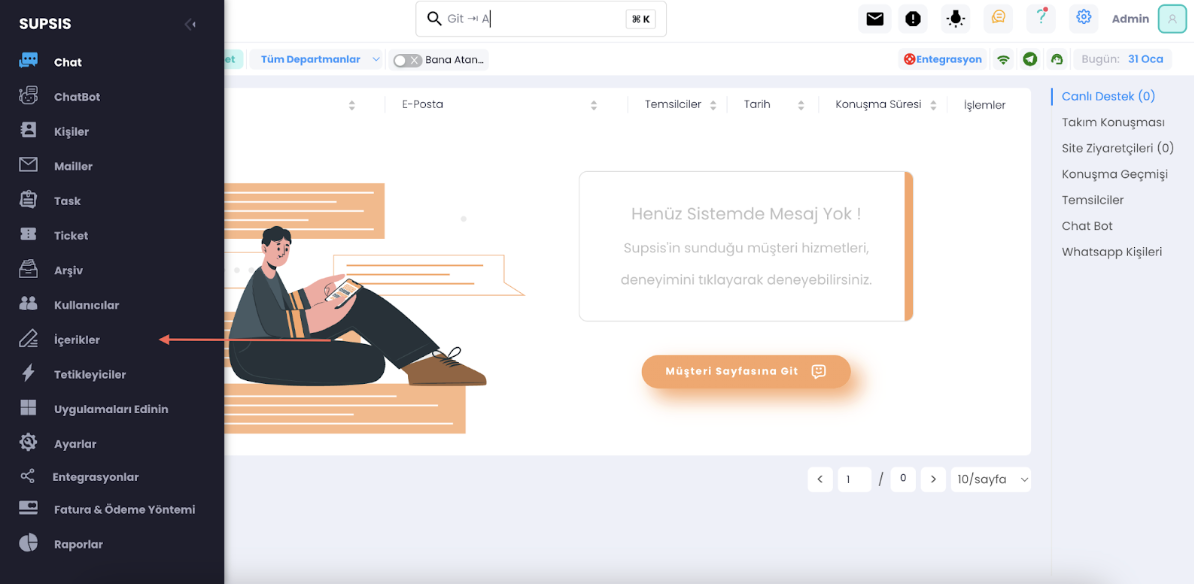 SUPSIS
Chat
ChatBot
Kişiler
Mailler
Task
Ticket
Arşiv
Kullanıcılar
İçerikler
Tetikleyiciler
Uygulamaları Edinin
Ayarlar
Entegrasyonlar
Fatura & Ödeme Yöntemi
Raporlar
Git ⇥ A
⌘ K
Admin
et
Tüm Departmanlar
Bana Atan...
Entegrasyon
Bugün: 31 Oca
E-Posta
Temsilciler
Tarih
Konuşma Süresi
İşlemler
Henüz Sistemde Mesaj Yok !
Supsis'in sunduğu müşteri hizmetleri,
deneyimini tıklayarak deneyebilirsiniz.
Müşteri Sayfasına Git
1 / 0
10/sayfa
Canlı Destek (0)
Takım Konuşması
Site Ziyaretçileri (0)
Konuşma Geçmişi
Temsilciler
Chat Bot
Whatsapp Kişileri